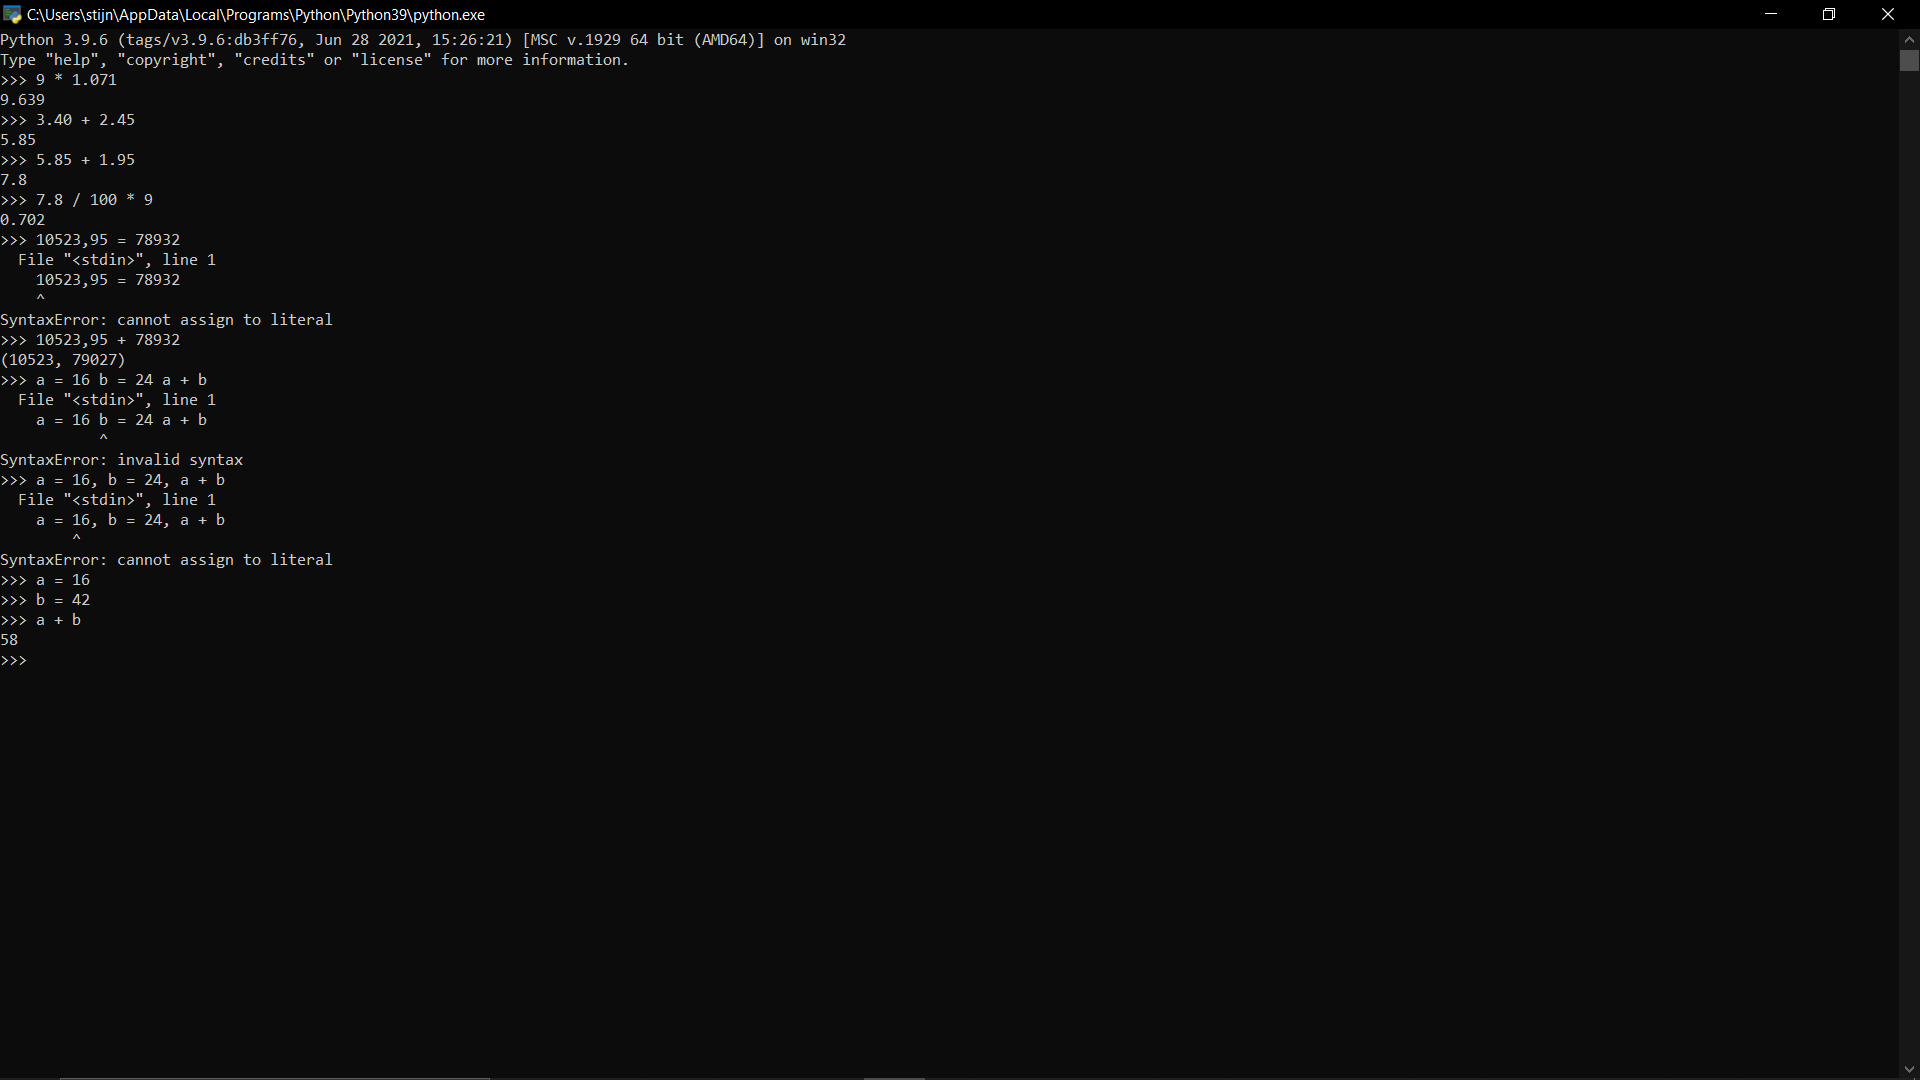 C:\Users\stijn\AppData\Local\Programs\Python\Python39\python.exe
Python 3.9.6 (tags/v3.9.6:db3ff76, Jun 28 2021, 15:26:21) [MSC v.1929 64 bit (AMD64)] on win32
Type "help", "copyright", "credits" or "license" for more information.
>>> 9 * 1.071
9.639
>>> 3.40 + 2.45
5.85
>>> 5.85 + 1.95
7.8
>>> 7.8 / 100 * 9
0.702
>>> 10523,95 = 78932
  File "<stdin>", line 1
    10523,95 = 78932
    ^
SyntaxError: cannot assign to literal
>>> 10523,95 + 78932
(10523, 79027)
>>> a = 16 b = 24 a + b
  File "<stdin>", line 1
    a = 16 b = 24 a + b
           ^
SyntaxError: invalid syntax
>>> a = 16, b = 24, a + b
  File "<stdin>", line 1
    a = 16, b = 24, a + b
        ^
SyntaxError: cannot assign to literal
>>> a = 16
>>> b = 42
>>> a + b
58
>>>